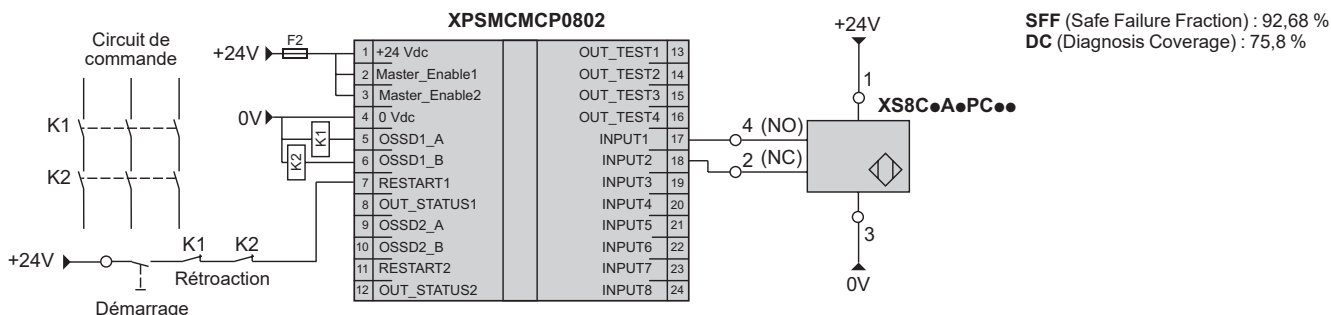 XPSMCMCP0802
Circuit de
commande
K1
K2
+24V
F2
0V
K1
K2
1 +24 Vdc
2 Master_Enable1
3 Master_Enable2
4 0 Vdc
5 OSSD1_A
6 OSSD1_B
7 RESTART1
8 OUT_STATUS1
9 OSSD2_A
10 OSSD2_B
11 RESTART2
12 OUT_STATUS2
OUT_TEST1 13
OUT_TEST2 14
OUT_TEST3 15
OUT_TEST4 16
INPUT1 17
INPUT2 18
INPUT3 19
INPUT4 20
INPUT5 21
INPUT6 22
INPUT7 23
INPUT8 24
+24V
K1 K2
Rétroaction
Démarrage
+24V
1
XS8C●A●PC●●
4 (NO)
2 (NC)
3
0V
SFF (Safe Failure Fraction) : 92,68 %
DC (Diagnosis Coverage) : 75,8 %